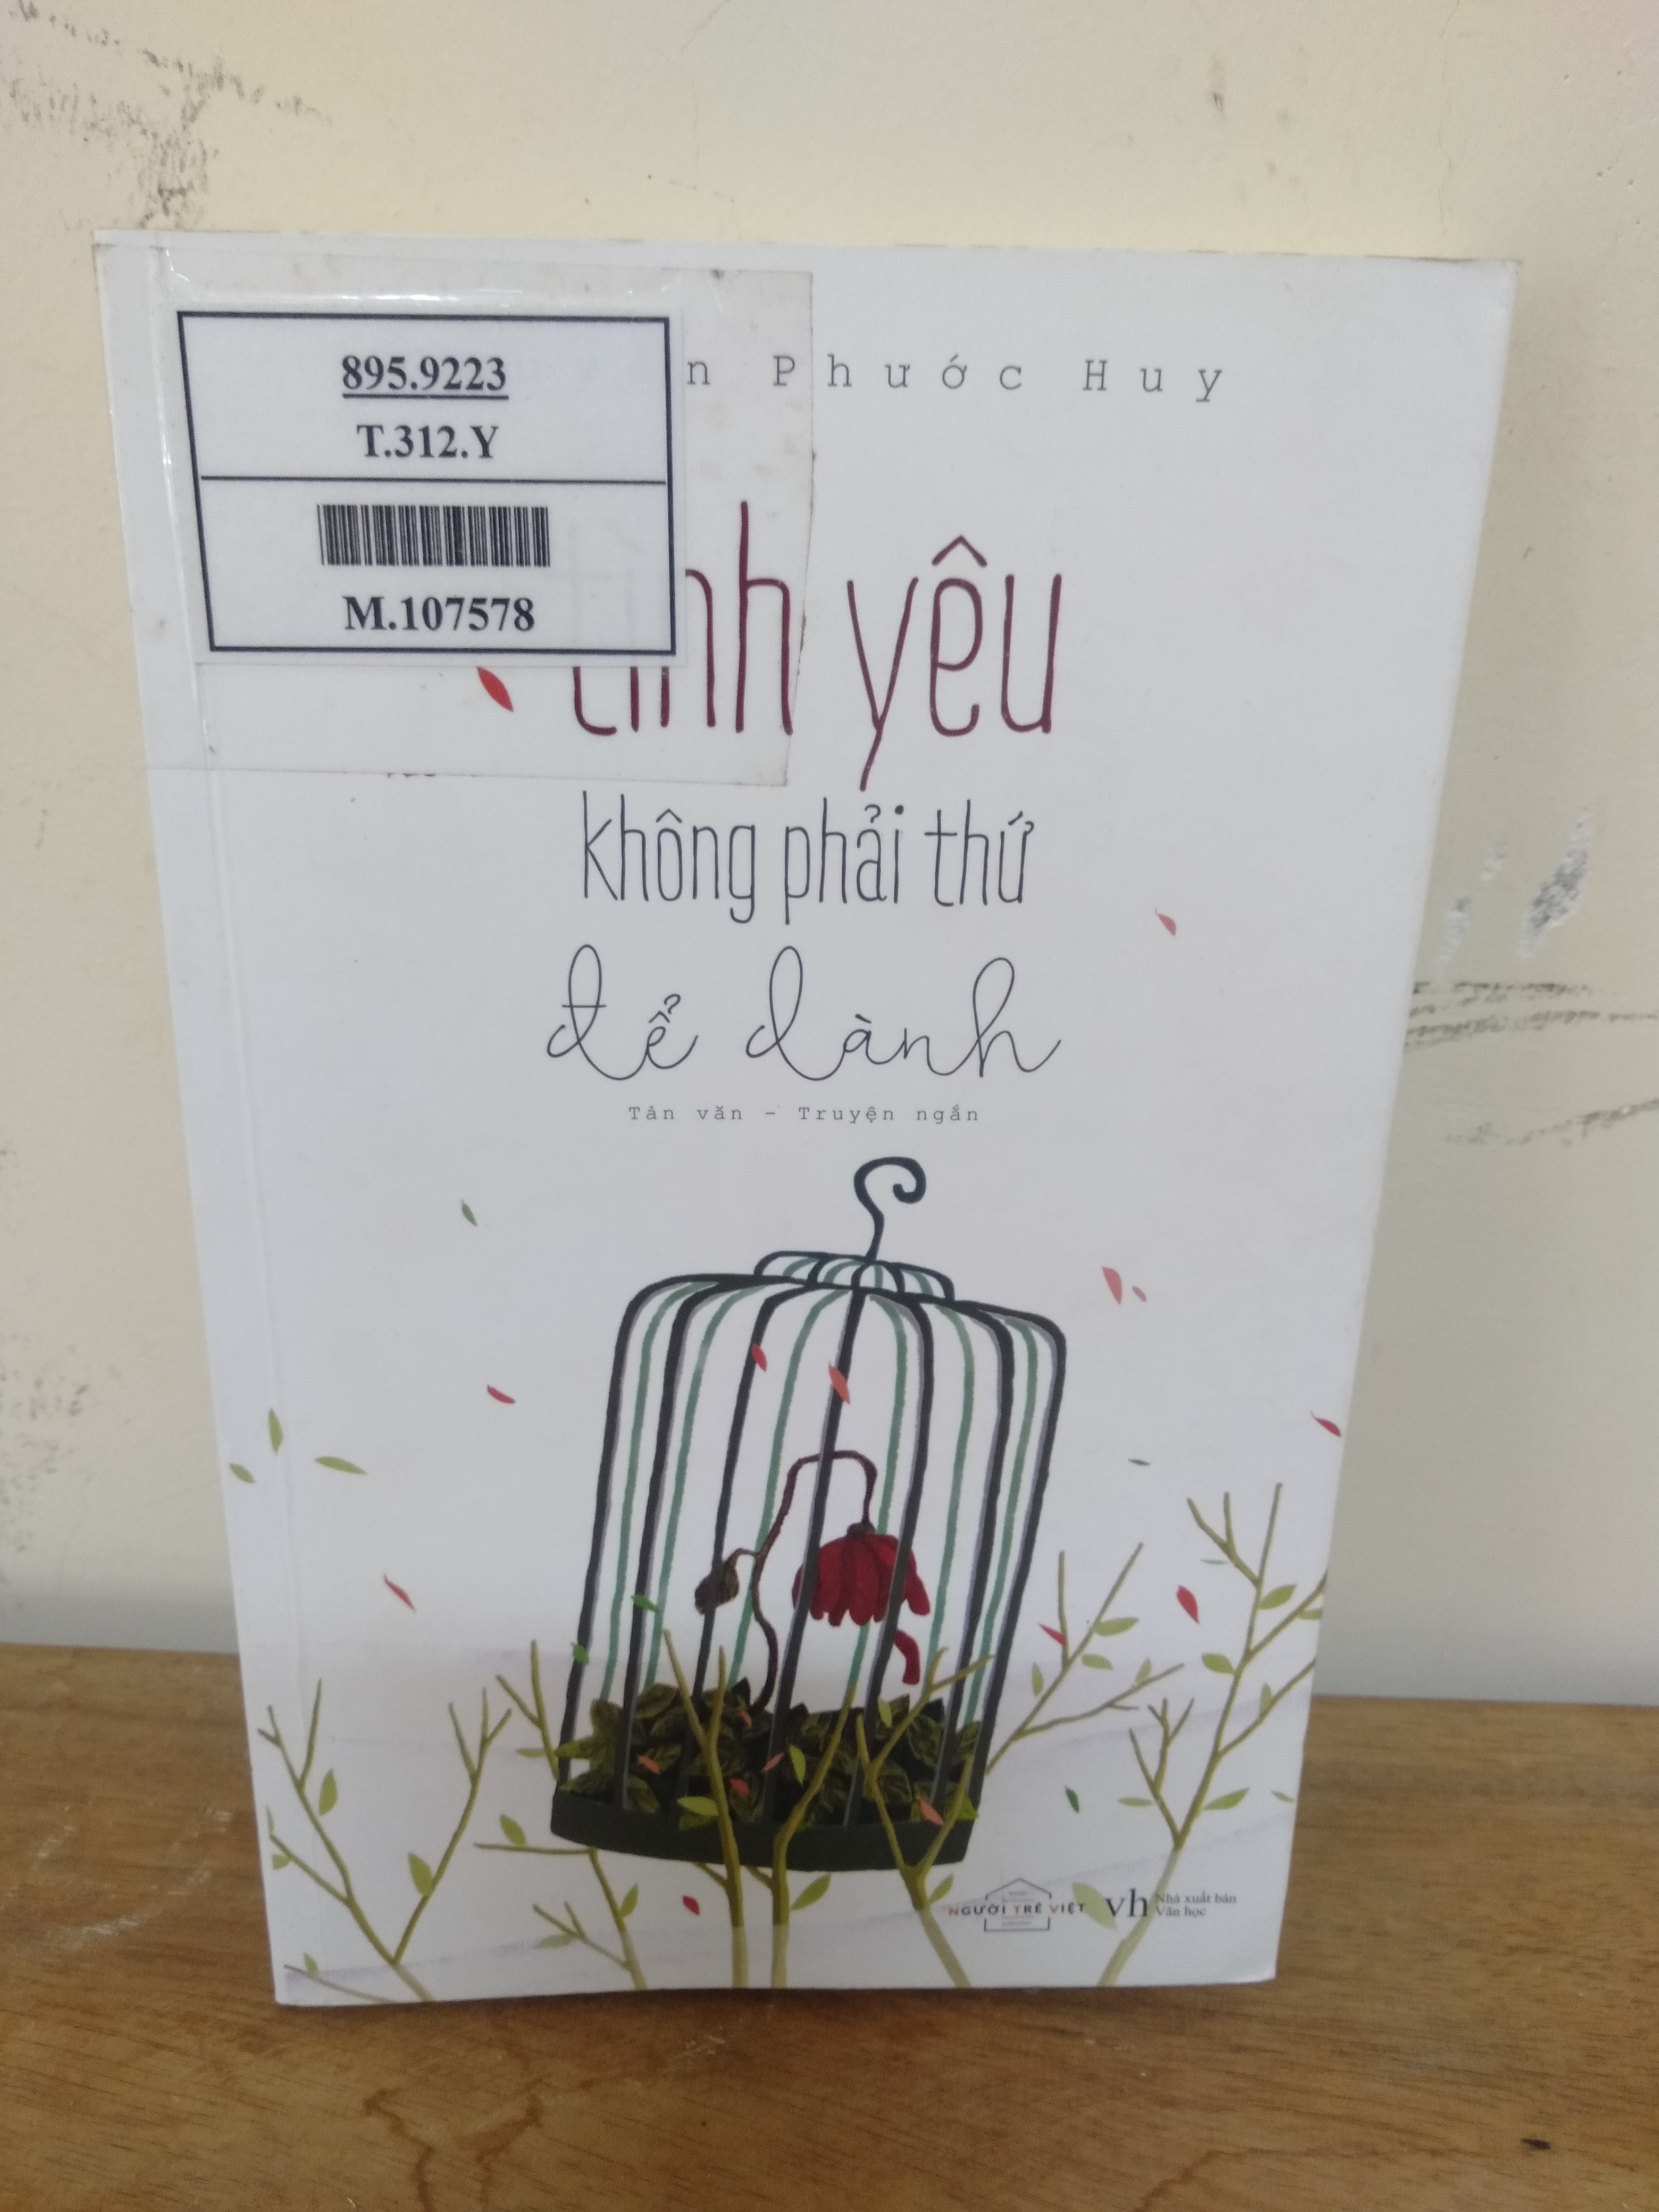 895.9223
T.312.Y
M.107578
Phước Huy
tình yêu
không phải thứ
để dành
Tản văn - Truyện ngắn
NGƯỜI TRẺ VIỆT
vh Nhà xuất bản
Văn học